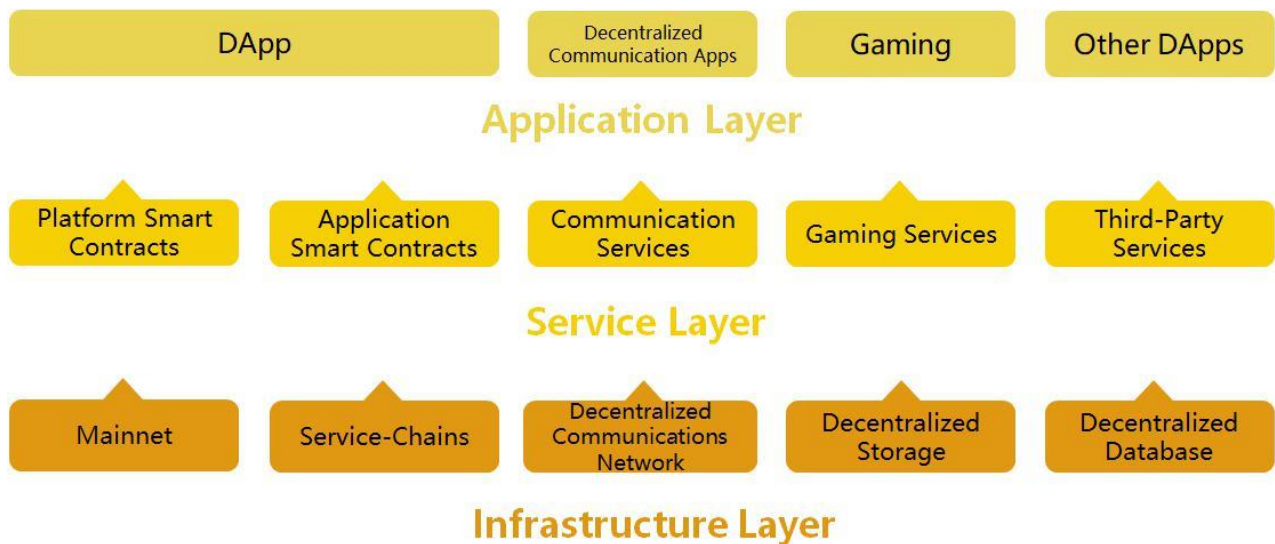 DApp
Decentralized
Communication Apps
Gaming
Other DApps
Application Layer
Platform Smart
Contracts
Application
Smart Contracts
Communication
Services
Gaming Services
Third-Party
Services
Service Layer
Mainnet
Service-Chains
Decentralized
Communications
Network
Decentralized
Storage
Decentralized
Database
Infrastructure Layer